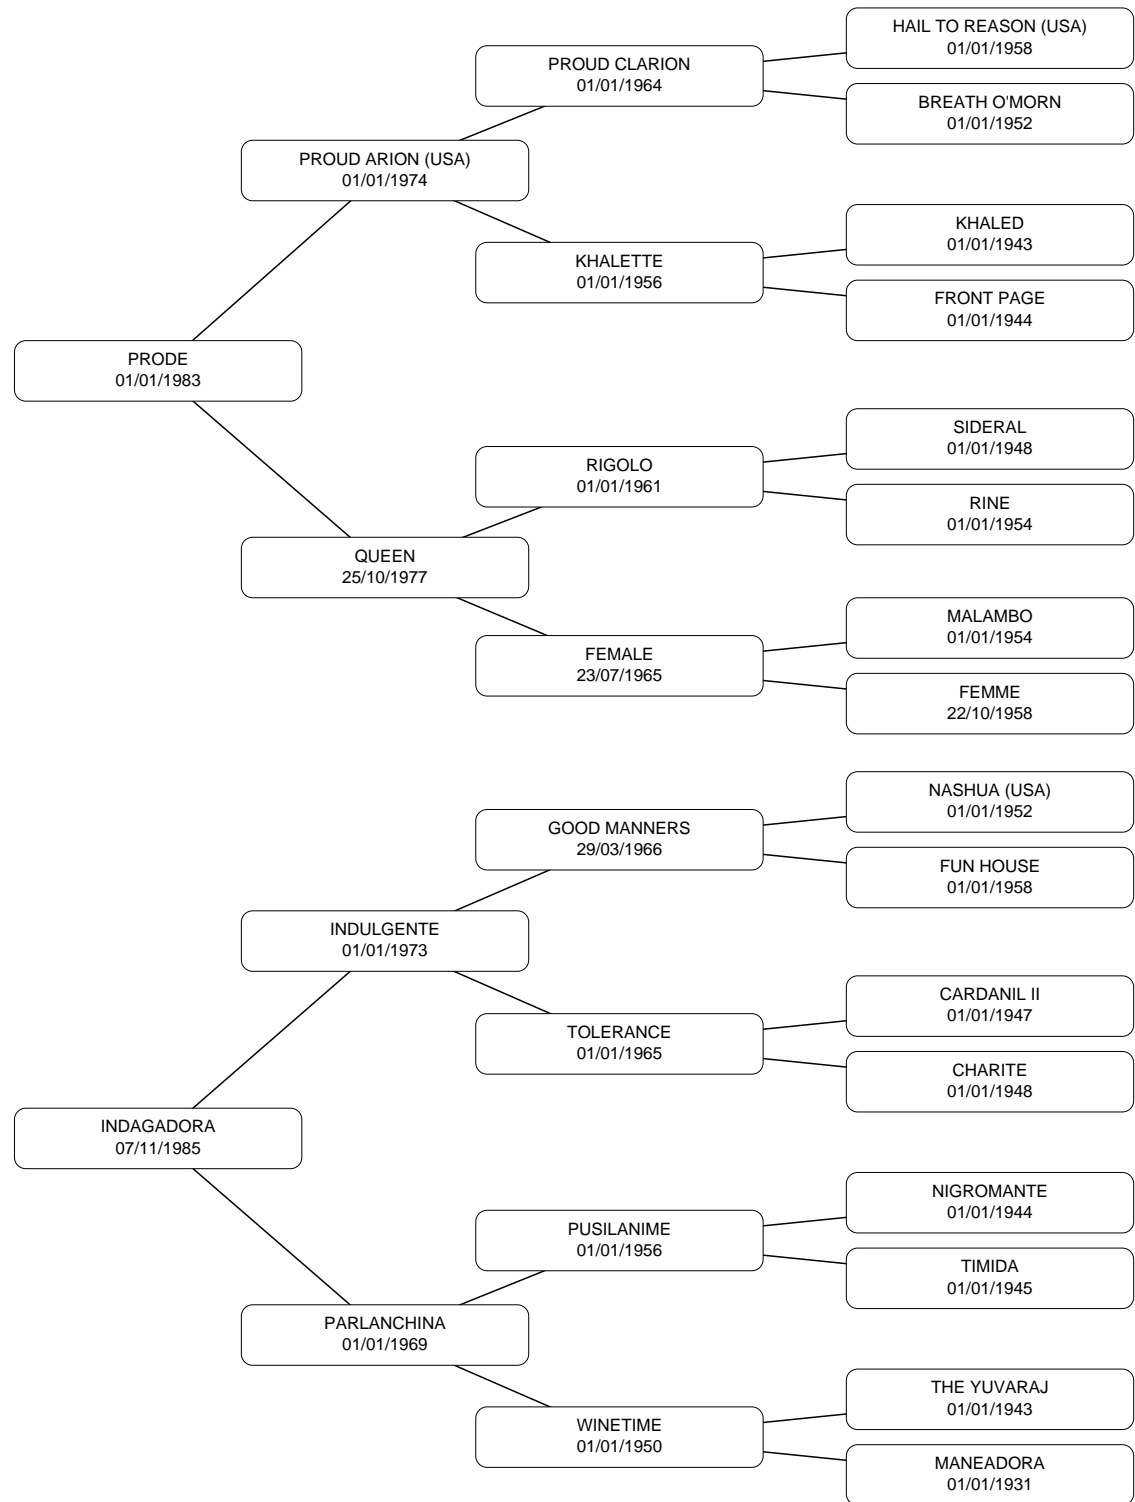 HAIL TO REASON (USA)
01/01/1958
PROUD CLARION
01/01/1964
BREATH O'MORN
01/01/1952
PROUD ARION (USA)
01/01/1974
KHALED
01/01/1943
KHALETTE
01/01/1956
FRONT PAGE
01/01/1944
PRODE
01/01/1983
SIDERAL
01/01/1948
RIGOLO
01/01/1961
RINE
01/01/1954
QUEEN
25/10/1977
MALAMBO
01/01/1954
FEMALE
23/07/1965
FEMME
22/10/1958
NASHUA (USA)
01/01/1952
GOOD MANNERS
29/03/1966
FUN HOUSE
01/01/1958
INDULGENTE
01/01/1973
CARDANIL II
01/01/1947
TOLERANCE
01/01/1965
CHARITE
01/01/1948
INDAGADORA
07/11/1985
NIGROMANTE
01/01/1944
PUSILANIME
01/01/1956
TIMIDA
01/01/1945
PARLANCHINA
01/01/1969
THE YUVARAJ
01/01/1943
WINETIME
01/01/1950
MANEADORA
01/01/1931